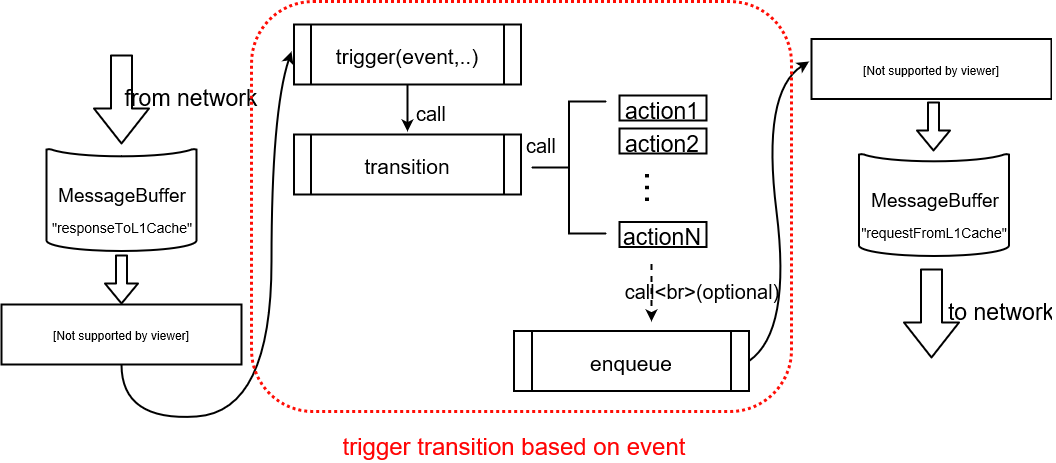 from network
MessageBuffer
"responseToL1Cache"
[Not supported by viewer]
trigger(event,..)
call
transition
call
action1
action2
actionN
call<br>(optional)
enqueue
[Not supported by viewer]
MessageBuffer
"requestFromL1Cache"
to network
trigger transition based on event